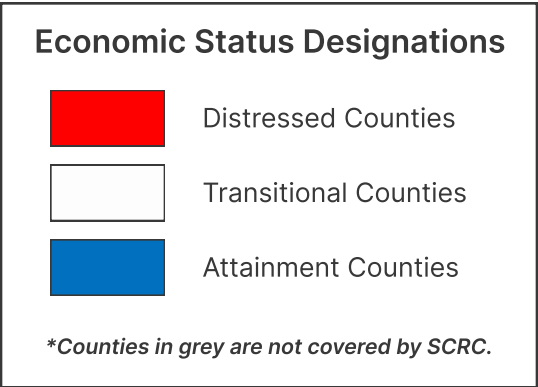 Economic Status Designations
Distressed Counties
Transitional Counties
Attainment Counties
*Counties in grey are not covered by SCRC.